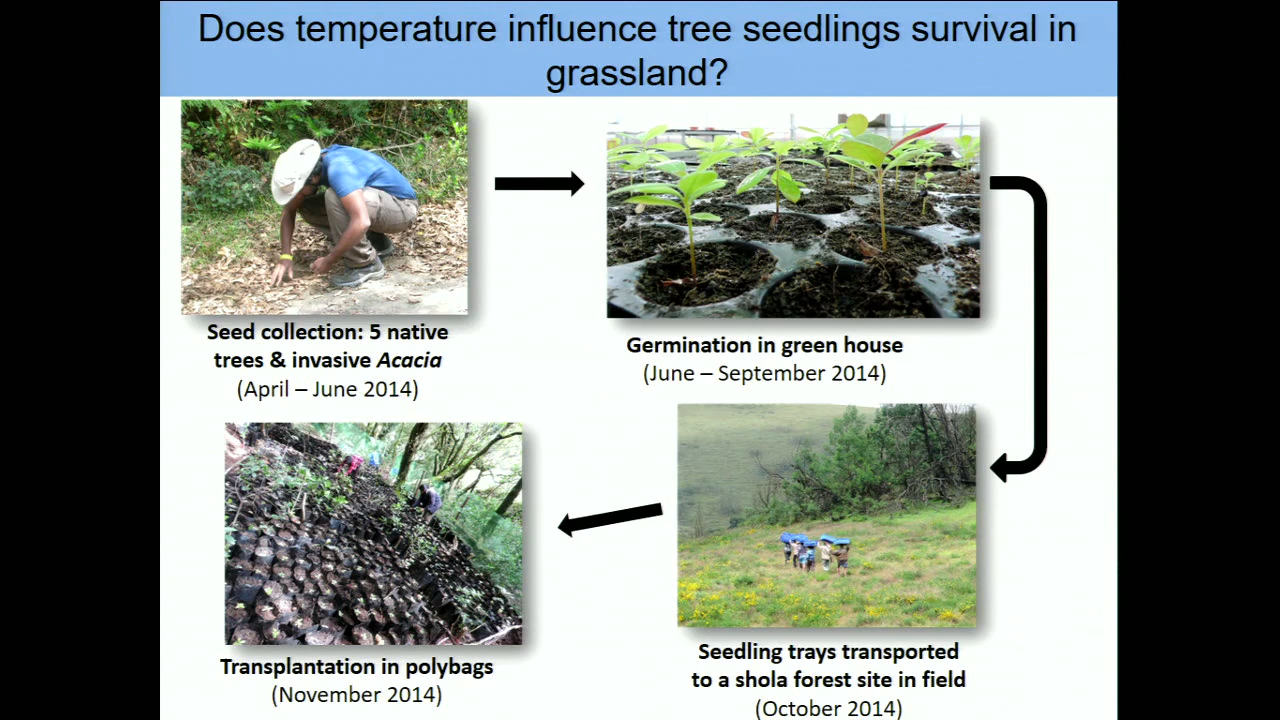 Does temperature influence tree seedlings survival in
grassland?
Seed collection: 5 native
trees & invasive Acacia
(April – June 2014)
Germination in green house
(June – September 2014)
Seedling trays transported
to a shola forest site in field
(October 2014)
Transplantation in polybags
(November 2014)